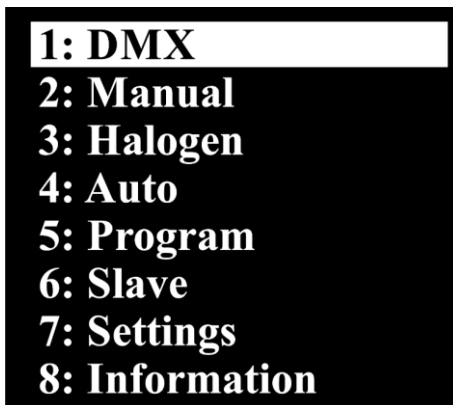 1: DMX
2: Manual
3: Halogen
4: Auto
5: Program
6: Slave
7: Settings
8: Information